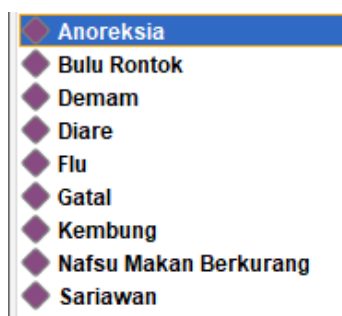 Anoreksia
Bulu Rontok
Demam
Diare
Flu
Gatal
Kembung
Nafsu Makan Berkurang
Sariawan